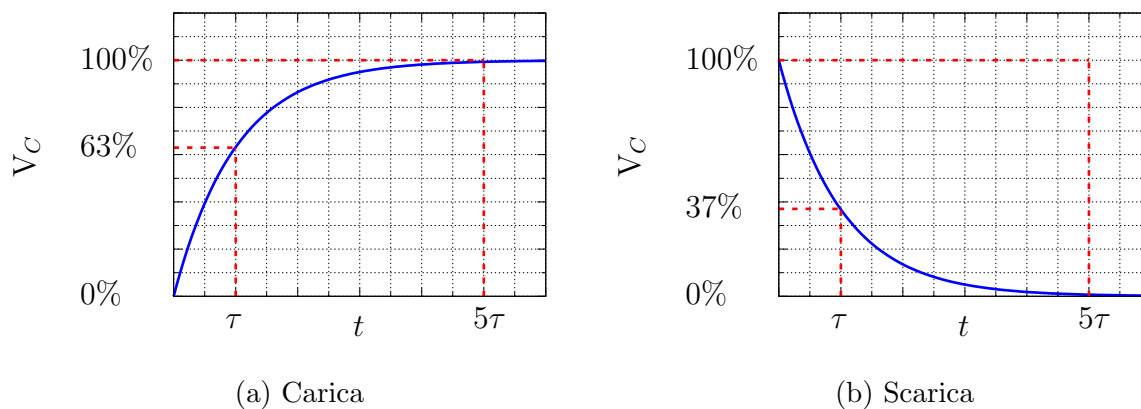 100%
63%
0%
V_C
τ
t
5τ
(a) Carica
100%
37%
0%
V_C
τ
t
5τ
(b) Scarica